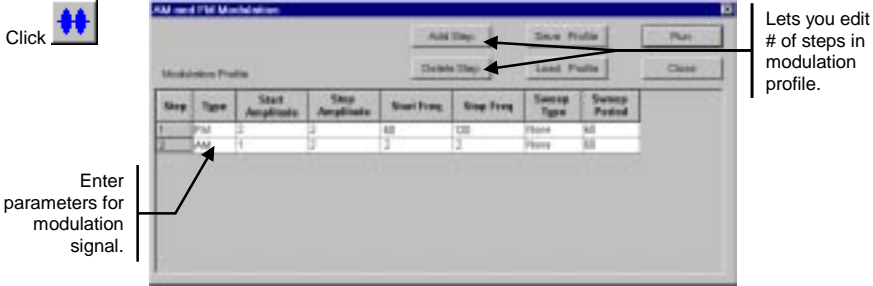 Click
AM and FM Modulation
Add Step
Save Profile
Run
Delete Step
Load Profile
Close
Modulation Profile
Step Type Start Amplitude Stop Amplitude Start Freq Stop Freq Sweep Type Sweep Period
1 FM 2 2 60 120 None 60
2 AM 1 2 .2 .2 None 60
Lets you edit
# of steps in
modulation
profile.
Enter
parameters for
modulation
signal.